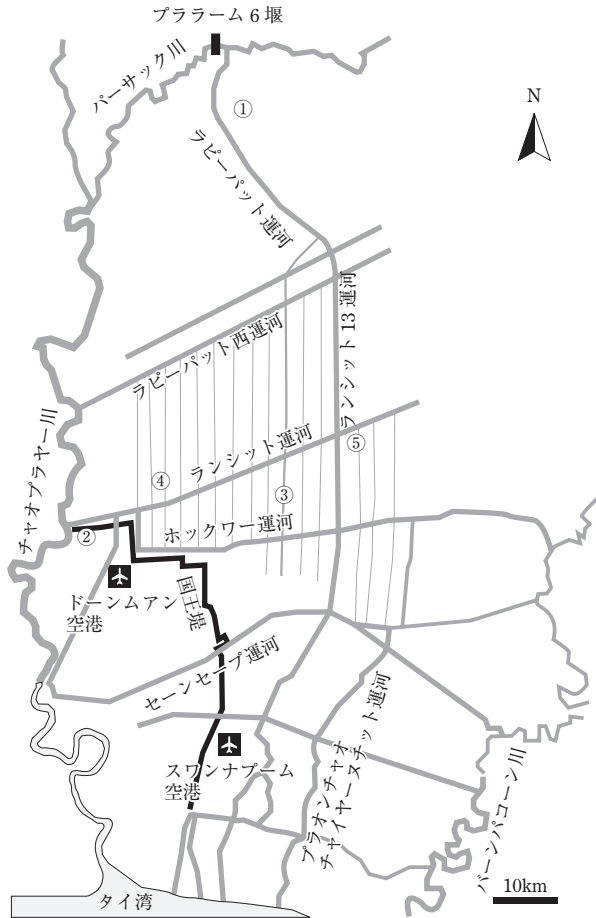 プララーム 6 堰
パーサック川
①
N
ラピーパット運河
ランシット 13 運河
ラピーパット西運河
チャオプラヤー川
ランシット運河
⑤
④
③
②
ホックワー運河
ドーンムアン
空港
国王堤
センセーブ運河
スワンナプーム
空港
プラオンチャオ
チャイヤーヌチット運河
バーンパコーン川
10km
タイ湾